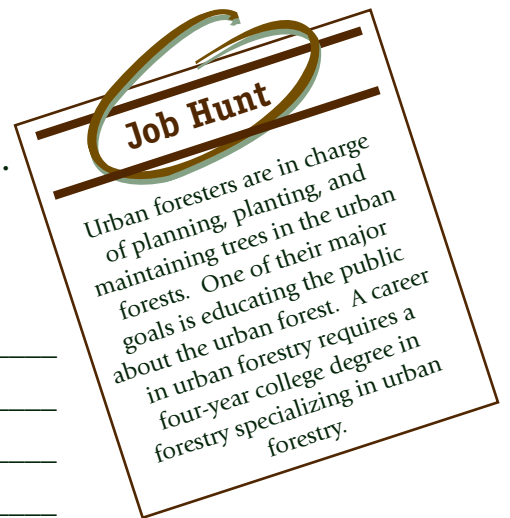 Job Hunt
Urban foresters are in charge
of planning, planting, and
maintaining trees in the urban
forests.  One of their major
goals is educating the public
about the urban forest.  A career
in urban forestry requires a
four-year college degree in
forestry specializing in urban
forestry.